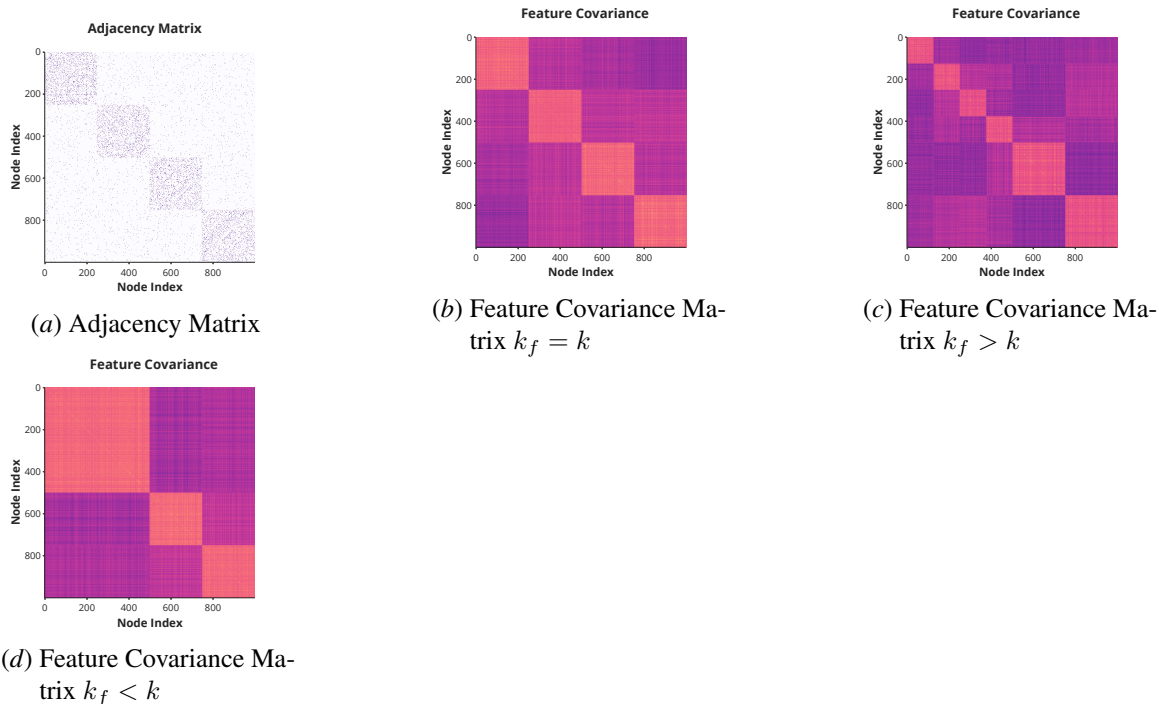 Adjacency Matrix
0
200
400
600
800
Node Index
0 200 400 600 800
Node Index
(a) Adjacency Matrix
Feature Covariance
0
200
400
600
800
Node Index
0 200 400 600 800
Node Index
(b) Feature Covariance Ma-
trix k_f = k
Feature Covariance
0
200
400
600
800
Node Index
0 200 400 600 800
Node Index
(c) Feature Covariance Ma-
trix k_f > k
Feature Covariance
0
200
400
600
800
Node Index
0 200 400 600 800
Node Index
(d) Feature Covariance Ma-
trix k_f < k